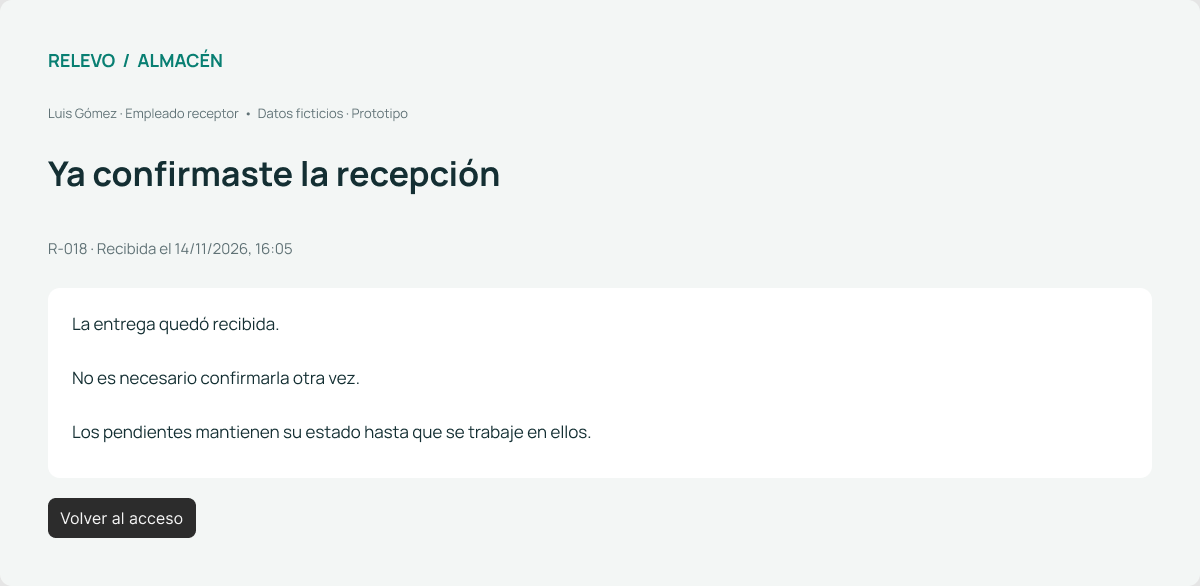 RELEVO / ALMACÉN
Luis Gómez · Empleado receptor • Datos ficticios · Prototipo
Ya confirmaste la recepción
R-018 · Recibida el 14/11/2026, 16:05
La entrega quedó recibida.
No es necesario confirmarla otra vez.
Los pendientes mantienen su estado hasta que se trabaje en ellos.
Volver al acceso